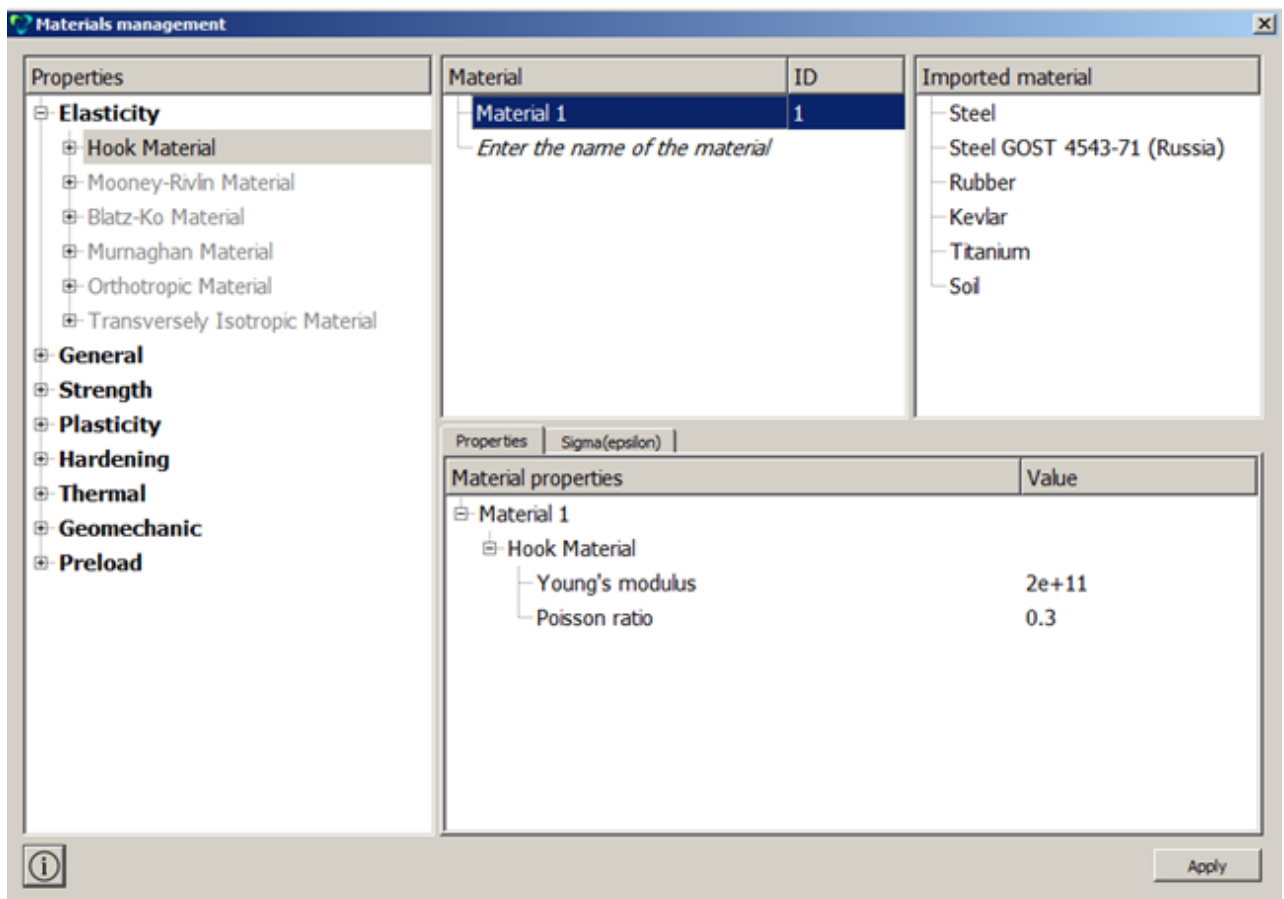 Materials management
Properties
Elasticity
Hook Material
Mooney-Rivlin Material
Blatz-Ko Material
Murnaghan Material
Orthotropic Material
Transversely Isotropic Material
General
Strength
Plasticity
Hardening
Thermal
Geomechanic
Preload
Material ID
Material 1 1
Enter the name of the material
Imported material
Steel
Steel GOST 4543-71 (Russia)
Rubber
Kevlar
Titanium
Soil
Properties Sigma(epsilon)
Material properties Value
Material 1
Hook Material
Young's modulus 2e+11
Poisson ratio 0.3
Apply